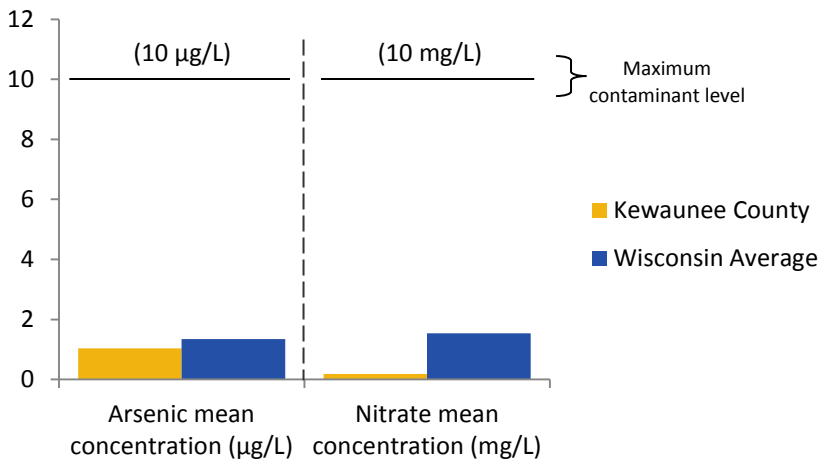 12
10
8
6
4
2
0
(10 µg/L)
(10 mg/L)
Maximum
contaminant level
Kewaunee County
Wisconsin Average
Arsenic mean
concentration (µg/L)
Nitrate mean
concentration (mg/L)